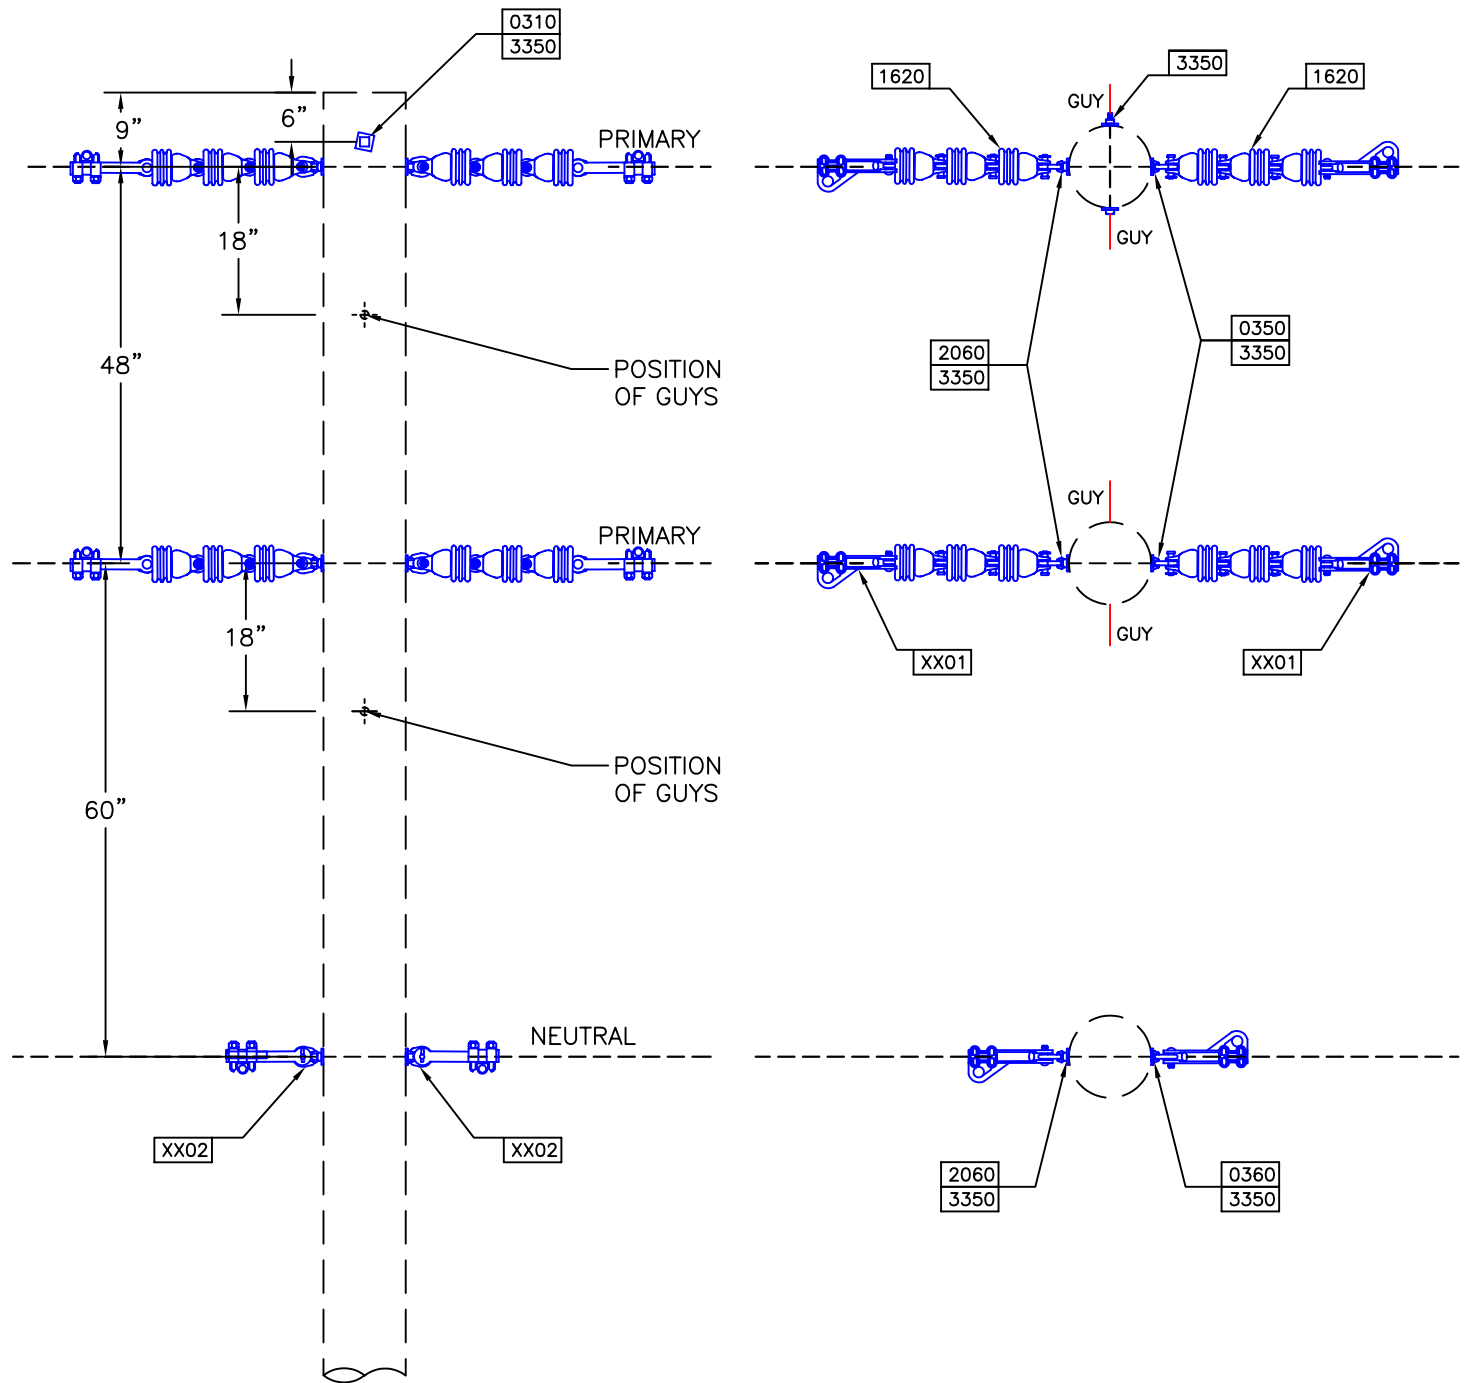 0310
3350
9”
6”
PRIMARY
18”
48”
POSITION
OF GUYS
PRIMARY
18”
POSITION
OF GUYS
60”
NEUTRAL
XX02
XX02
1620
GUY
3350
1620
GUY
2060
3350
0350
3350
GUY
GUY
XX01
XX01
2060
3350
0360
3350